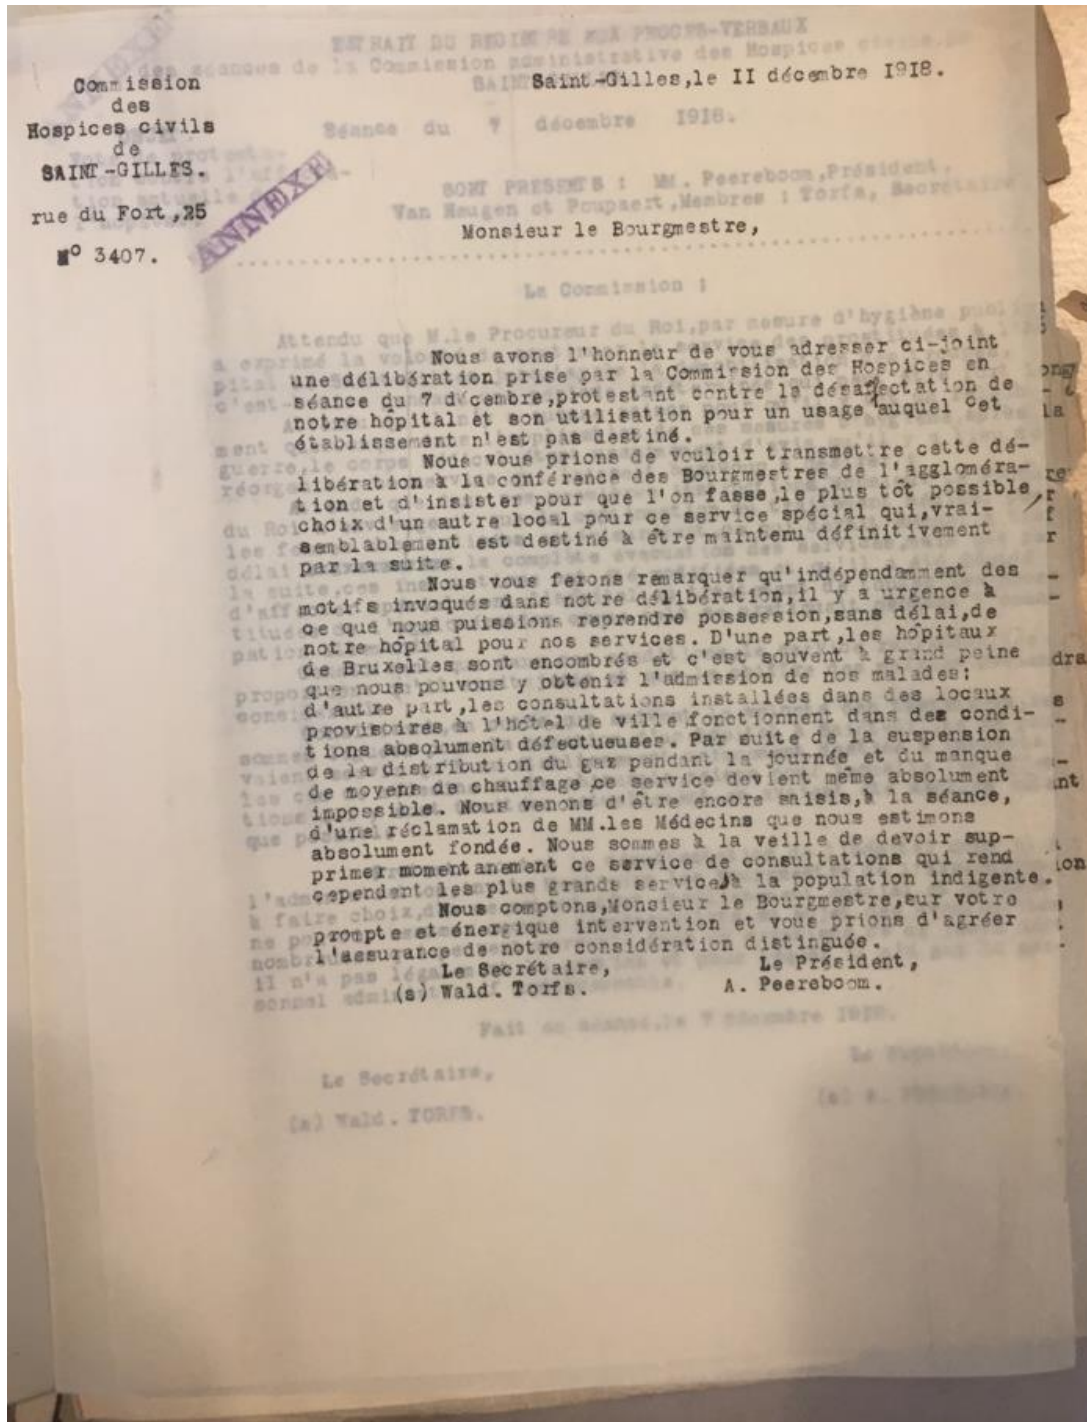 Commission
des
Hospices civils
de
SAINT-GILLES.
rue du Fort,25
N° 3407.
ANNEXE
Saint-Gilles,le II décembre I9I8.
Monsieur le Bourgmestre,
Nous avons l'honneur de vous adresser ci-joint
une délibération prise par la Commission des Hospices en
séance du 7 décembre,protestant contre la désaffectation de
notre hôpital et son utilisation pour un usage auquel cet
établissement n'est pas destiné.
Nous vous prions de vouloir transmettre cette dé-
libération à la conférence des Bourgmestres de l'aggloméra-
tion et d'insister pour que l'on fasse,le plus tôt possible,
choix d'un autre local pour ce service spécial qui,vrai-
semblablement est destiné à être maintenu définitivement
par la suite.
Nous vous ferons remarquer qu'indépendamment des
motifs invoqués dans notre délibération,il y a urgence à
ce que nous puissions reprendre possession,sans délai,de
notre hôpital pour nos services. D'une part,les hôpitaux
de Bruxelles sont encombrés et c'est souvent à grand peine
que nous pouvons y obtenir l'admission de nos malades;
d'autre part,les consultations installées dans des locaux
provisoires à l'hôtel de ville fonctionnent dans des condi-
tions absolument défectueuses. Par suite de la suspension
de la distribution du gaz pendant la journée et du manque
de moyens de chauffage,ce service devient même absolument
impossible. Nous venons d'être encore saisis,à la séance,
d'une réclamation de MM.les Médecins que nous estimons
absolument fondée. Nous sommes à la veille de devoir sup-
primer momentanement ce service de consultations qui rend
cependant les plus grands services à la population indigente.
Nous comptons,Monsieur le Bourgmestre,sur votre
prompte et énergique intervention et vous prions d'agréer
l'assurance de notre considération distinguée.
Le Secrétaire, Le Président,
(s) Wald. Torfs. A. Peereboom.
Fait en séance,le 7 décembre 1918.
Le Secrétaire,
(s) Wald. TORFS.